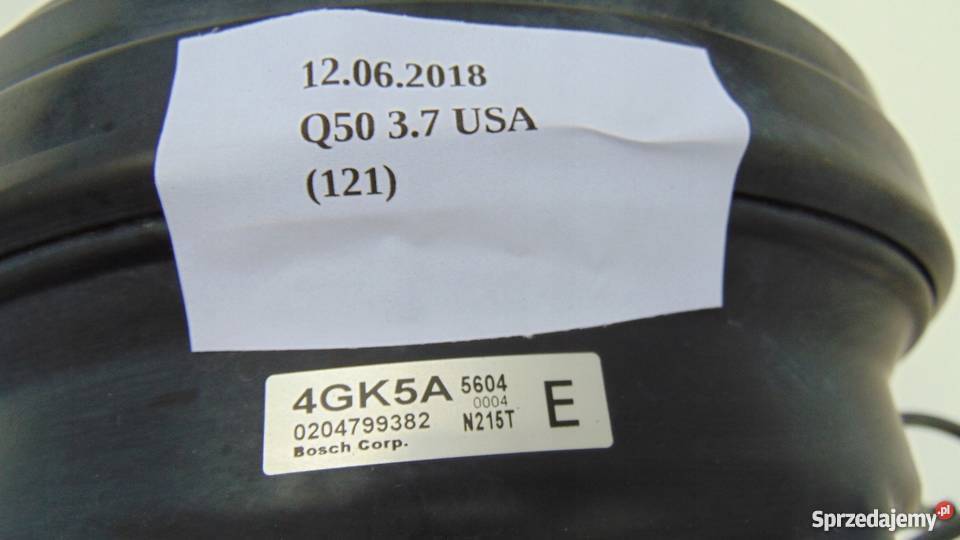 12.06.2018
Q50 3.7 USA
(121)
4GK5A 5604
0004
0204799382 N215T
E
Bosch Corp.
Sprzedajemy.pl